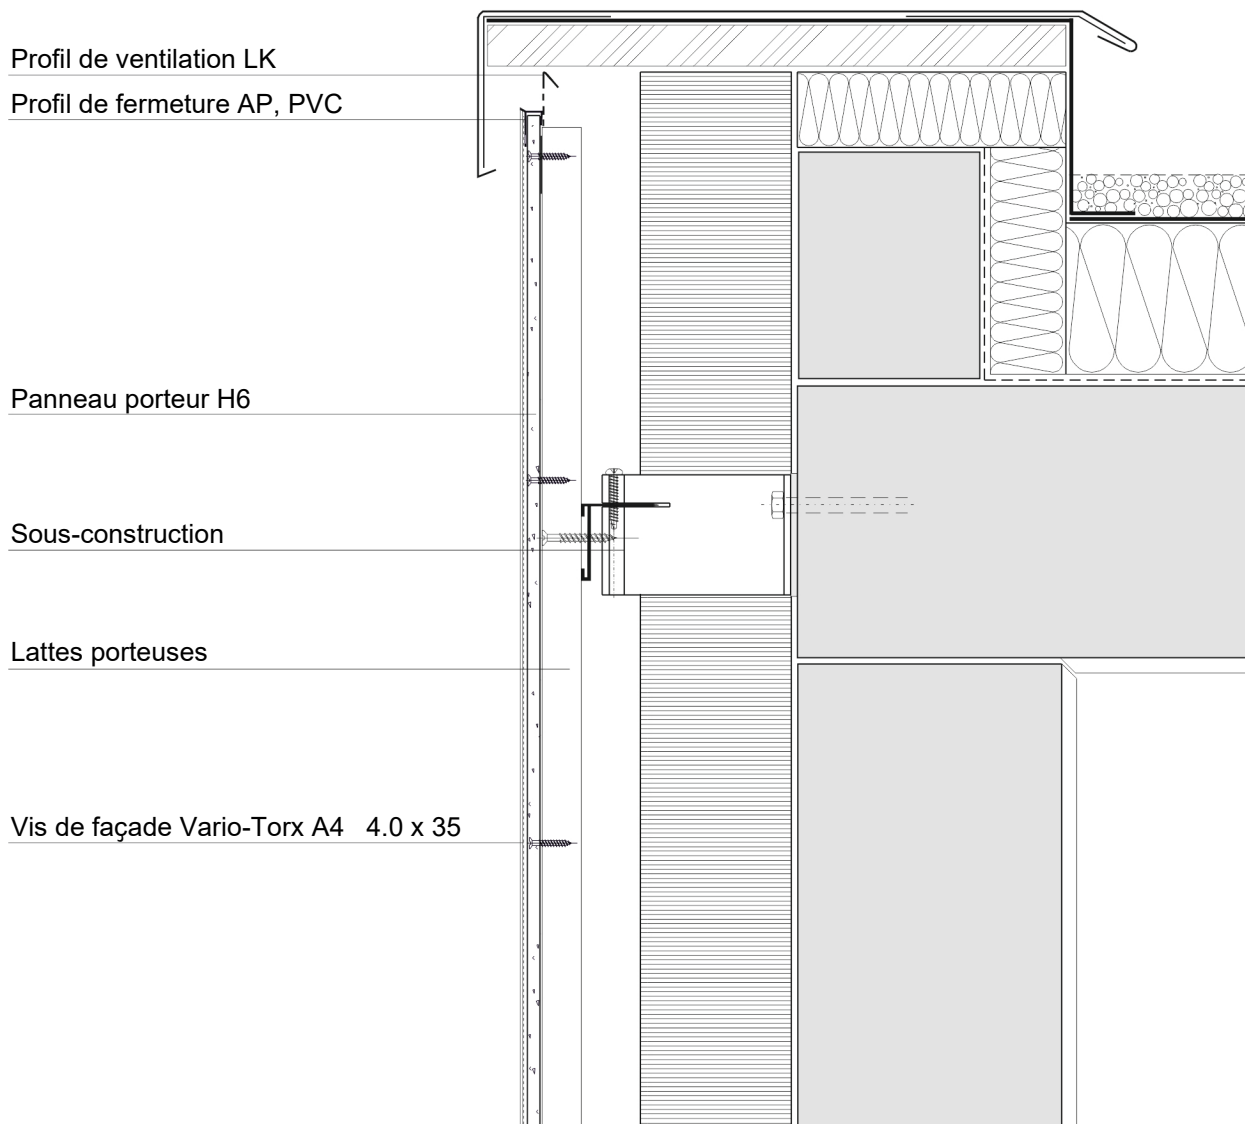 Profil de ventilation LK
Profil de fermeture AP, PVC
Panneau porteur H6
Sous-construction
Lattes porteuses
Vis de façade Vario-Torx A4 4.0 x 35